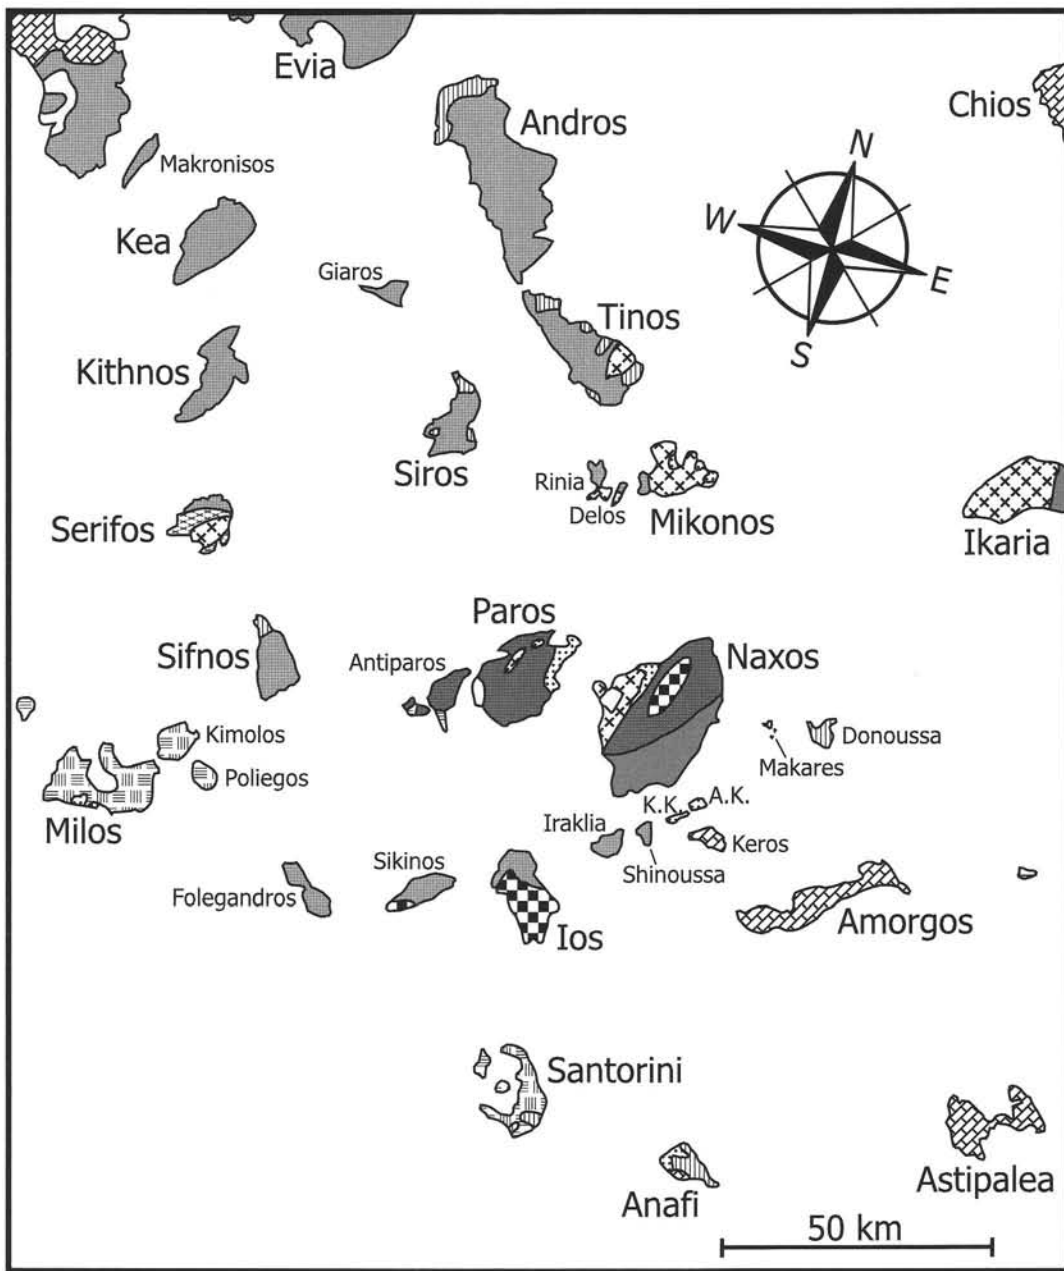 Evia
Andros
Chios
Makronisos
N
Kea
W
Giaros
E
Tinos
S
Kithnos
Siros
Rinia
Delos
Mikonos
Serifos
Ikaria
Paros
Sifnos
Antiparos
Naxos
Kimolos
Donoussa
Makares
Poliegos
K.K.
A.K.
Milos
Iraklia
Keros
Sikinos
Shinoussa
Folegandros
Ios
Amorgos
Santorini
Astipalea
Anafi
50 km